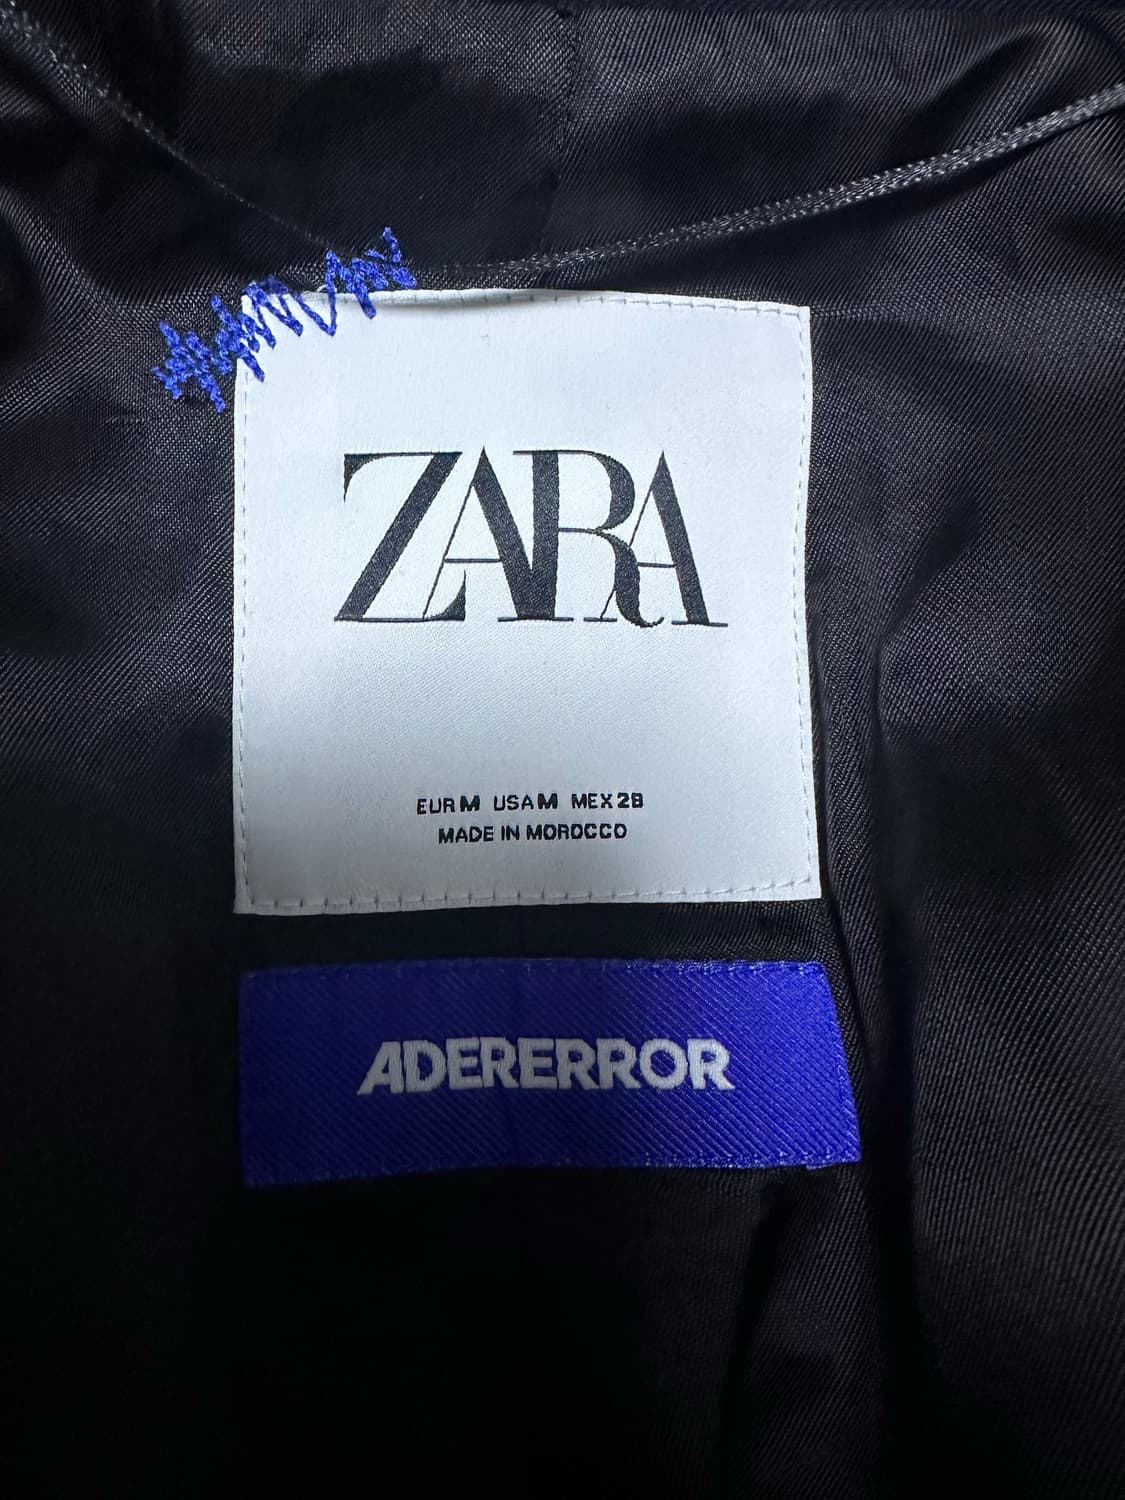 ZARA
EUR M USA M MEX 28
MADE IN MOROCCO
ADERERROR